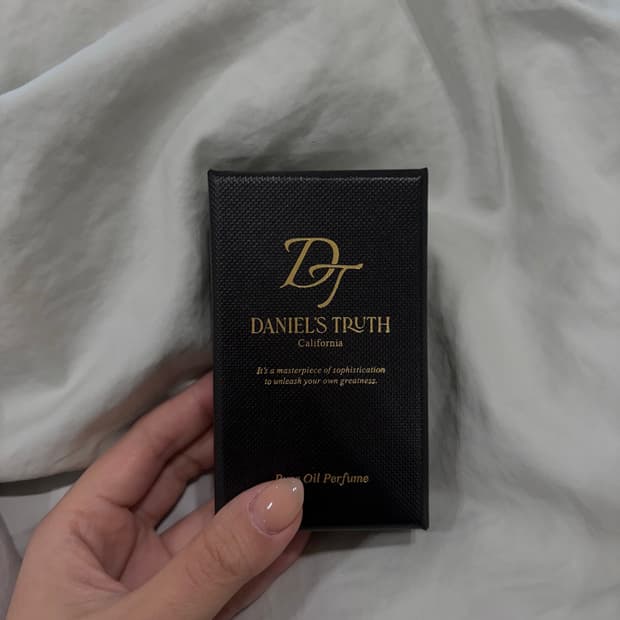 DT
DANIEL'S TRUTH
California
It's a masterpiece of sophistication
to unleash your own greatness.
Oil Perfume